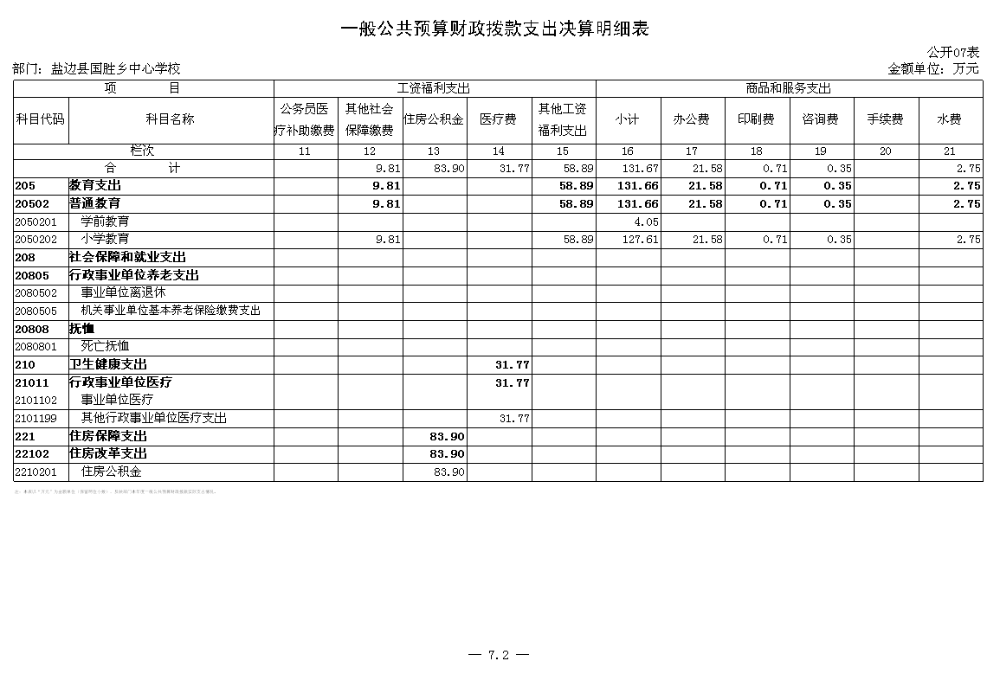 一般公共预算财政拨款支出决算明细表
公开07表
部门：盐边县国胜乡中心学校 金额单位：万元
项 目 工资福利支出 商品和服务支出
科目代码 科目名称 公务员医疗补助缴费 其他社会保障缴费 住房公积金 医疗费 其他工资福利支出 小计 办公费 印刷费 咨询费 手续费 水费
栏次 11 12 13 14 15 16 17 18 19 20 21
合 计 9.81 83.90 31.77 58.89 131.67 21.58 0.71 0.35 2.75
205 教育支出 9.81 58.89 131.66 21.58 0.71 0.35 2.75
20502 普通教育 9.81 58.89 131.66 21.58 0.71 0.35 2.75
2050201 学前教育 4.05
2050202 小学教育 9.81 58.89 127.61 21.58 0.71 0.35 2.75
208 社会保障和就业支出
20805 行政事业单位养老支出
2080502 事业单位离退休
2080505 机关事业单位基本养老保险缴费支出
20808 抚恤
2080801 死亡抚恤
210 卫生健康支出 31.77
21011 行政事业单位医疗 31.77
2101102 事业单位医疗
2101199 其他行政事业单位医疗支出 31.77
221 住房保障支出 83.90
22102 住房改革支出 83.90
2210201 住房公积金 83.90
— 7.2 —